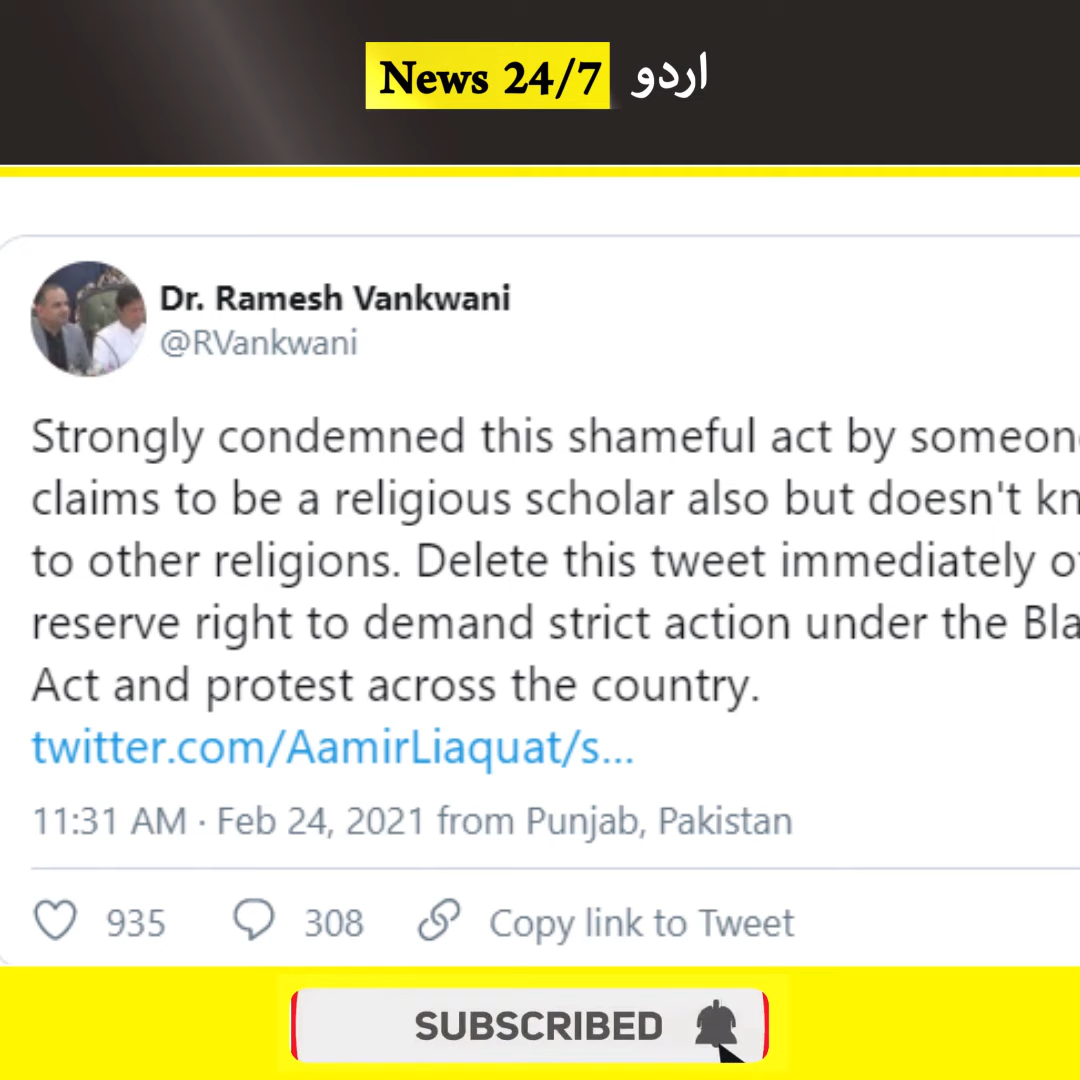 News 24/7 اردو
Dr. Ramesh Vankwani
@RVankwani
Strongly condemned this shameful act by someon
claims to be a religious scholar also but doesn't kn
to other religions. Delete this tweet immediately o
reserve right to demand strict action under the Bla
Act and protest across the country.
twitter.com/AamirLiaquat/s...
11:31 AM · Feb 24, 2021 from Punjab, Pakistan
935 308 Copy link to Tweet
SUBSCRIBED